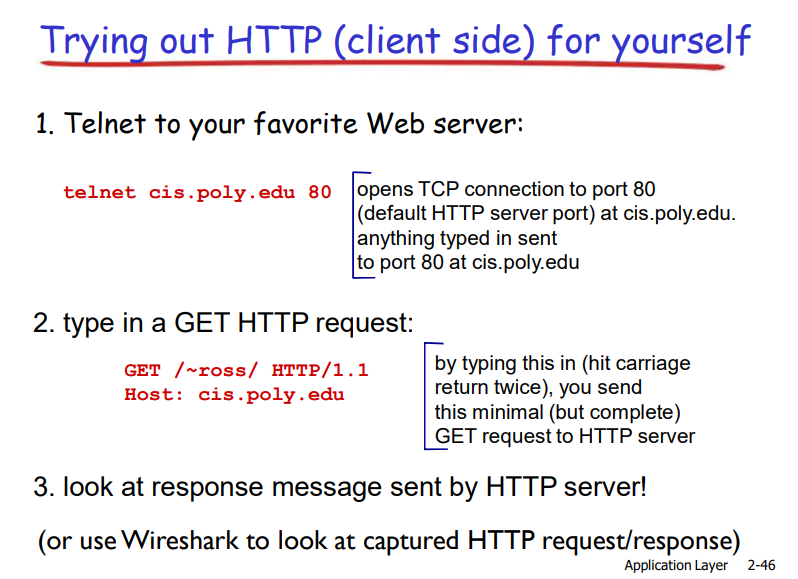 Trying out HTTP (client side) for yourself
1. Telnet to your favorite Web server:
telnet cis.poly.edu 80
opens TCP connection to port 80
(default HTTP server port) at cis.poly.edu.
anything typed in sent
to port 80 at cis.poly.edu
2. type in a GET HTTP request:
GET /~ross/ HTTP/1.1
Host: cis.poly.edu
by typing this in (hit carriage
return twice), you send
this minimal (but complete)
GET request to HTTP server
3. look at response message sent by HTTP server!
(or use Wireshark to look at captured HTTP request/response)
Application Layer 2-46